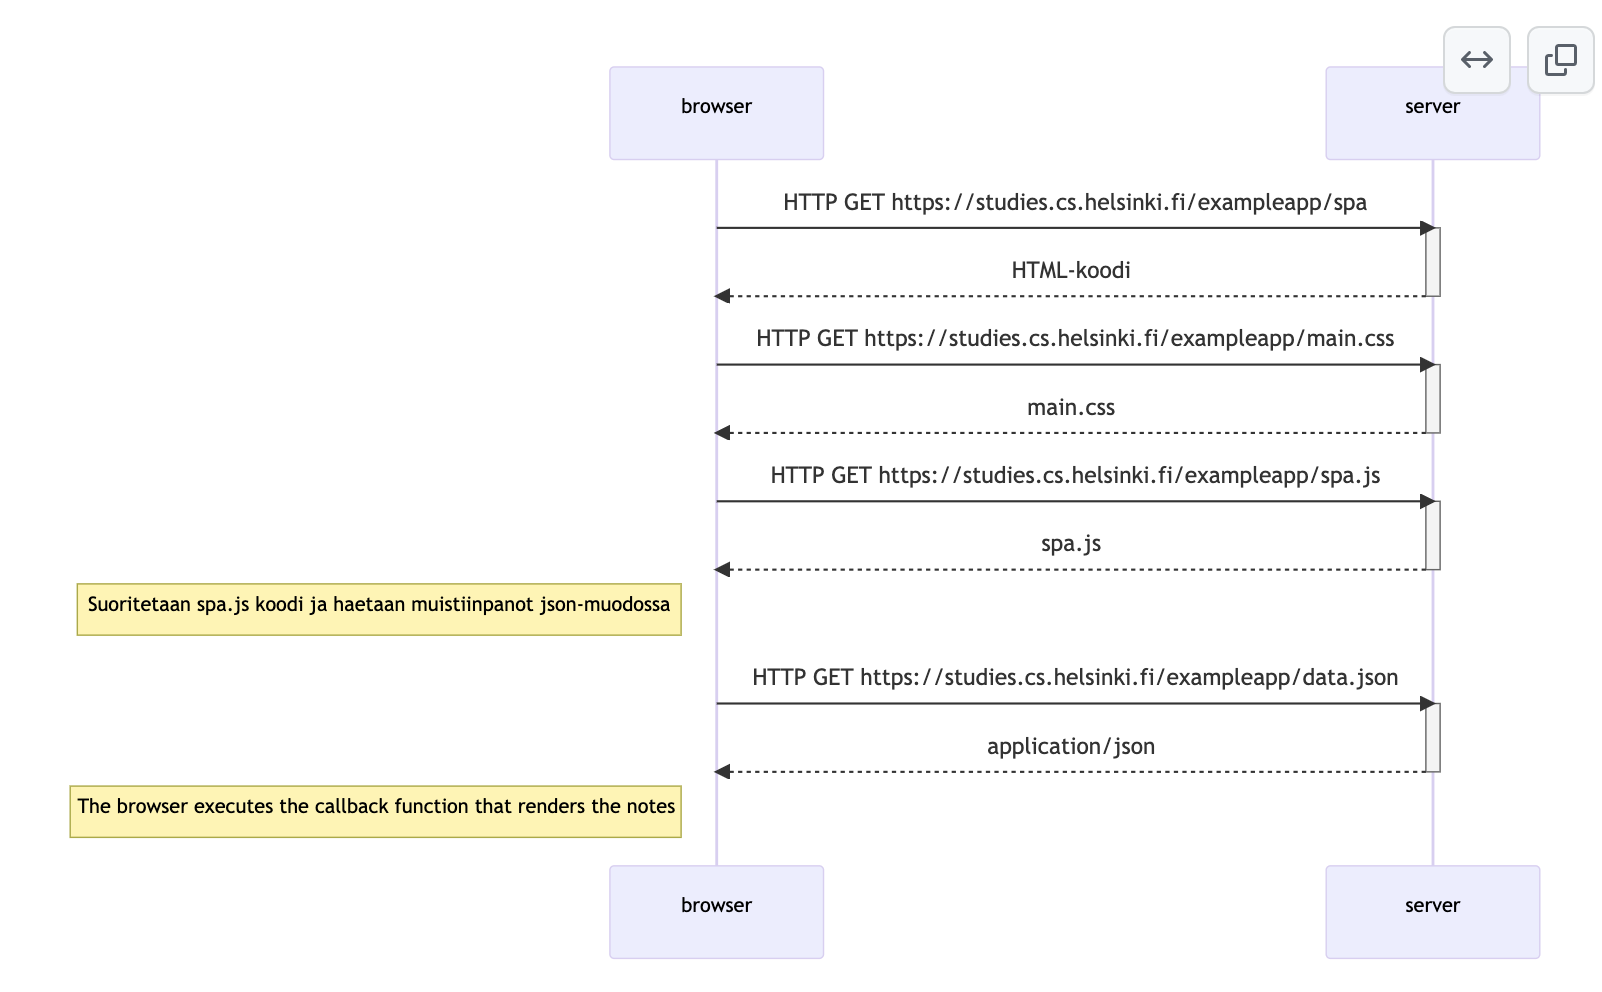 browser
server
HTTP GET https://studies.cs.helsinki.fi/exampleapp/spa
HTML-koodi
HTTP GET https://studies.cs.helsinki.fi/exampleapp/main.css
main.css
HTTP GET https://studies.cs.helsinki.fi/exampleapp/spa.js
spa.js
Suoritetaan spa.js koodi ja haetaan muistiinpanot json-muodossa
HTTP GET https://studies.cs.helsinki.fi/exampleapp/data.json
application/json
The browser executes the callback function that renders the notes
browser
server